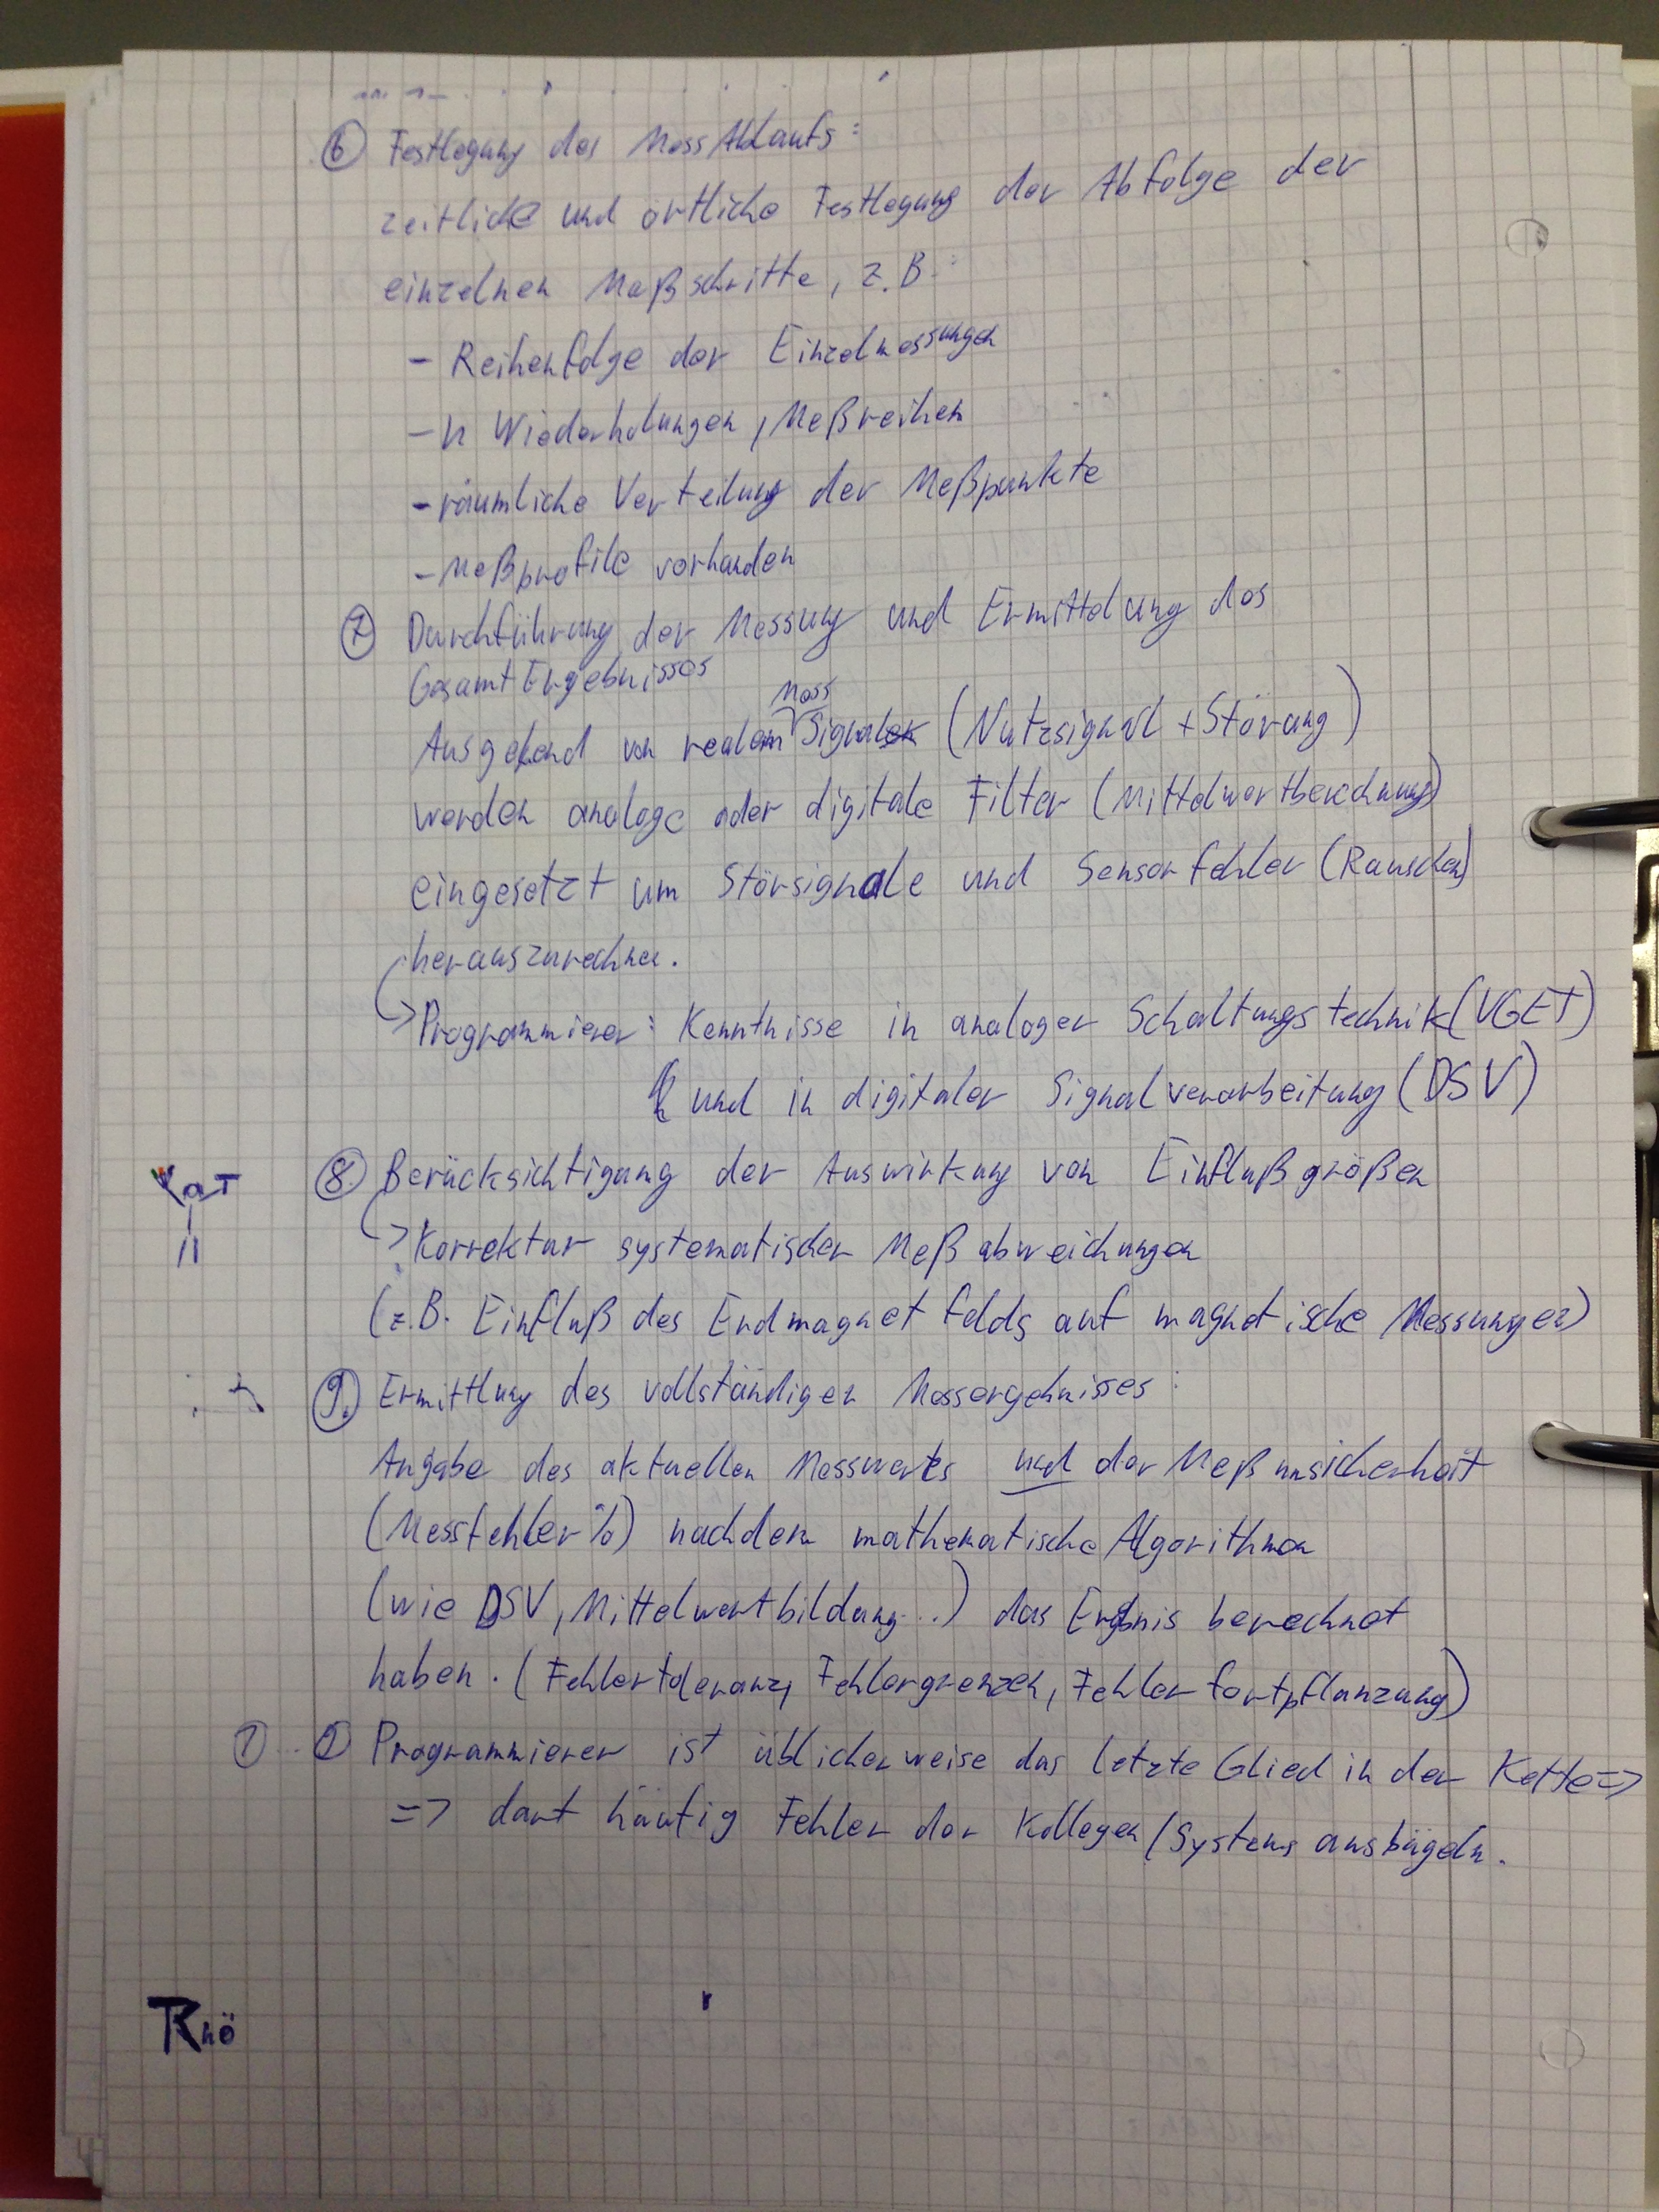 ⑥ Festlegung des MessAblaufs:
zeitliche und örtliche Festlegung der Abfolge der
einzelnen Meßschritte, z.B.:
- Reihenfolge der Einzelmessungen
- n Wiederholungen, Meßreihen
- räumliche Verteilung der Meßpunkte
- Meßprofile vorhanden
⑦ Durchführung der Messung und Ermittelung des
GesamtErgebnisses
Mess
Ausgehend von realem Signal (Nutzsignal + Störung)
werden analoge oder digitale Filter (Mittelwertberechnung)
eingesetzt um Störsignale und Sensorfehler (Rauschen)
herauszurechnen.
→ Programmierer: Kenntnisse in analoger Schaltungstechnik (VGET)
und in digitaler Signalverarbeitung (DSV)
⑧ Berücksichtigung der Auswirkung von Einflußgrößen
→ Korrektur systematischer Meßabweichungen
(z.B. Einfluß des Erdmagnetfelds auf magnetische Messungen)
⑨ Ermittlung des vollständigen Messergebnisses:
Angabe des aktuellen Messwerts und der Meßunsicherheit
(Messfehler %) nachdem mathematische Algorithmen
(wie DSV, Mittelwertbildung...) das Ergbnis berechnet
haben. (Fehlertoleranz, Fehlergrenzen, Fehlerfortpflanzung)
Programmierer ist üblicherweise das letzte Glied in der Kette =>
=> darf häufig Fehler der Kollegen/Systems ausbügeln.